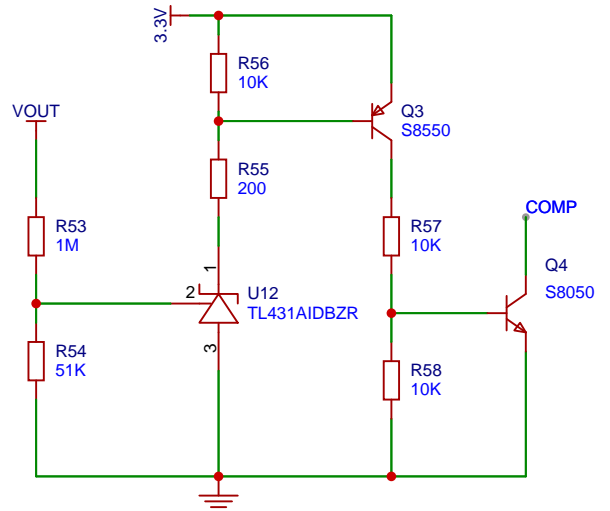 3.3V
R56
10K
Q3
S8550
VOUT
R55
200
COMP
R53
1M
R57
10K
Q4
S8050
1
2
U12
TL431AIDBZR
3
R54
51K
R58
10K